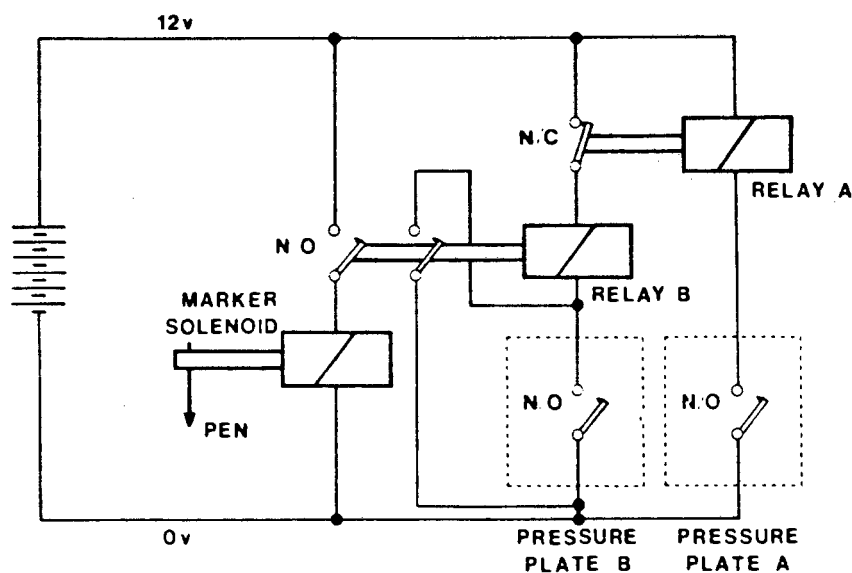 12v
N/C
RELAY A
N O
RELAY B
MARKER
SOLENOID
N/O
N/O
PEN
0v
PRESSURE
PLATE B
PRESSURE
PLATE A